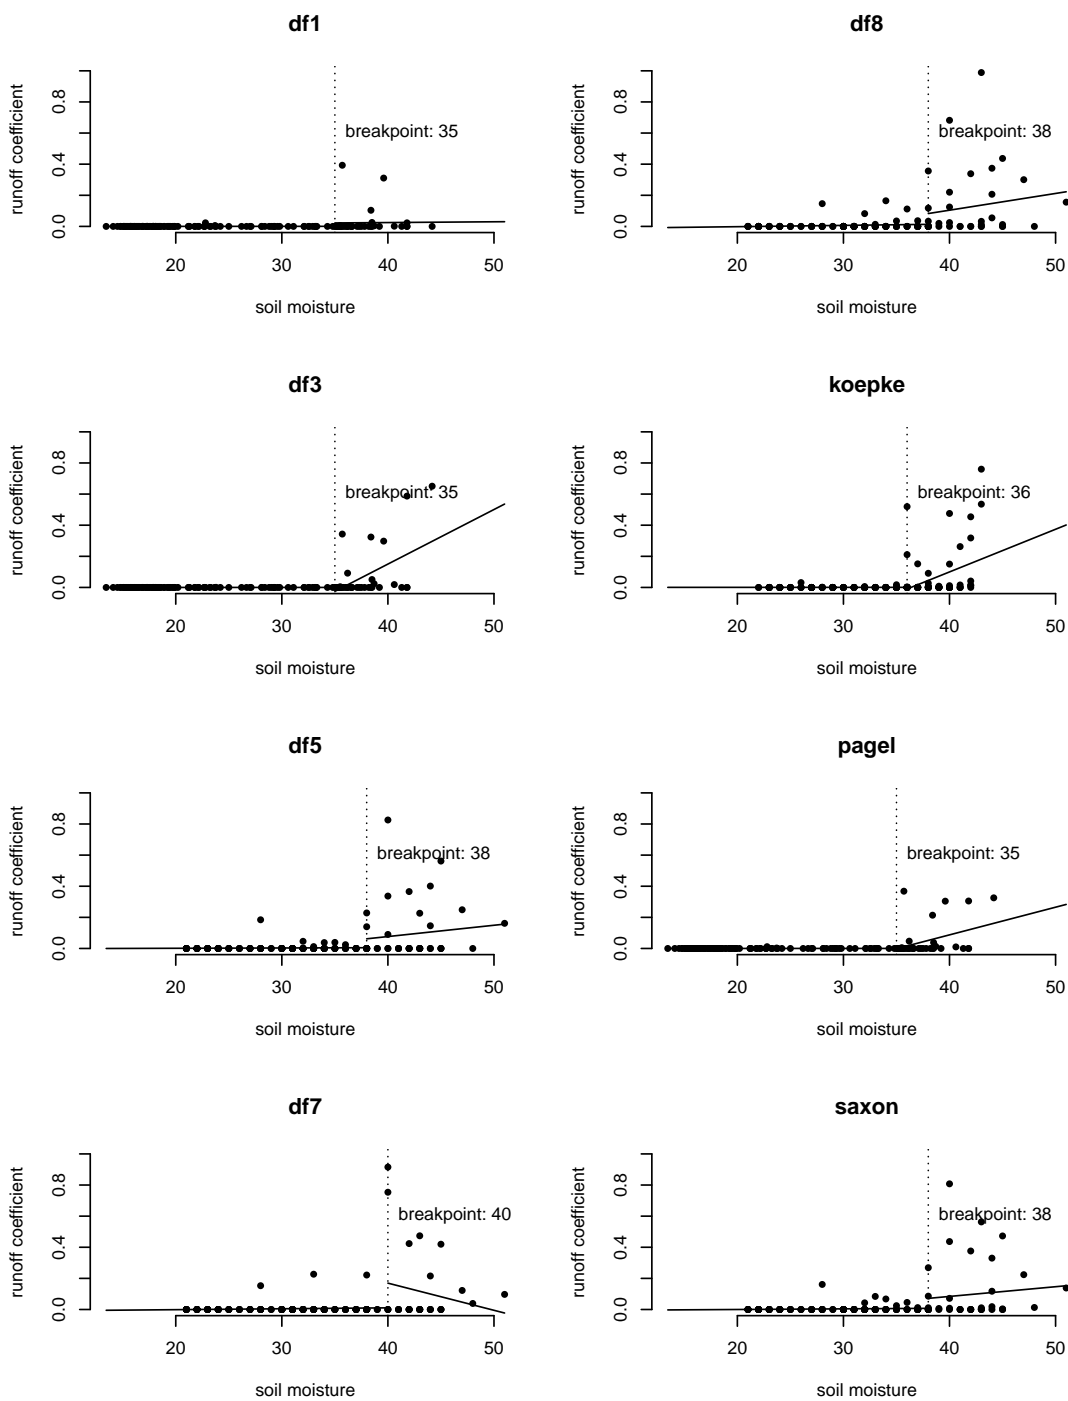 df1
runoff coefficient
0.0 0.4 0.8
breakpoint: 35
20 30 40 50
soil moisture
df8
runoff coefficient
0.0 0.4 0.8
breakpoint: 38
20 30 40 50
soil moisture
df3
runoff coefficient
0.0 0.4 0.8
breakpoint: 35
20 30 40 50
soil moisture
koepke
runoff coefficient
0.0 0.4 0.8
breakpoint: 36
20 30 40 50
soil moisture
df5
runoff coefficient
0.0 0.4 0.8
breakpoint: 38
20 30 40 50
soil moisture
pagel
runoff coefficient
0.0 0.4 0.8
breakpoint: 35
20 30 40 50
soil moisture
df7
runoff coefficient
0.0 0.4 0.8
breakpoint: 40
20 30 40 50
soil moisture
saxon
runoff coefficient
0.0 0.4 0.8
breakpoint: 38
20 30 40 50
soil moisture